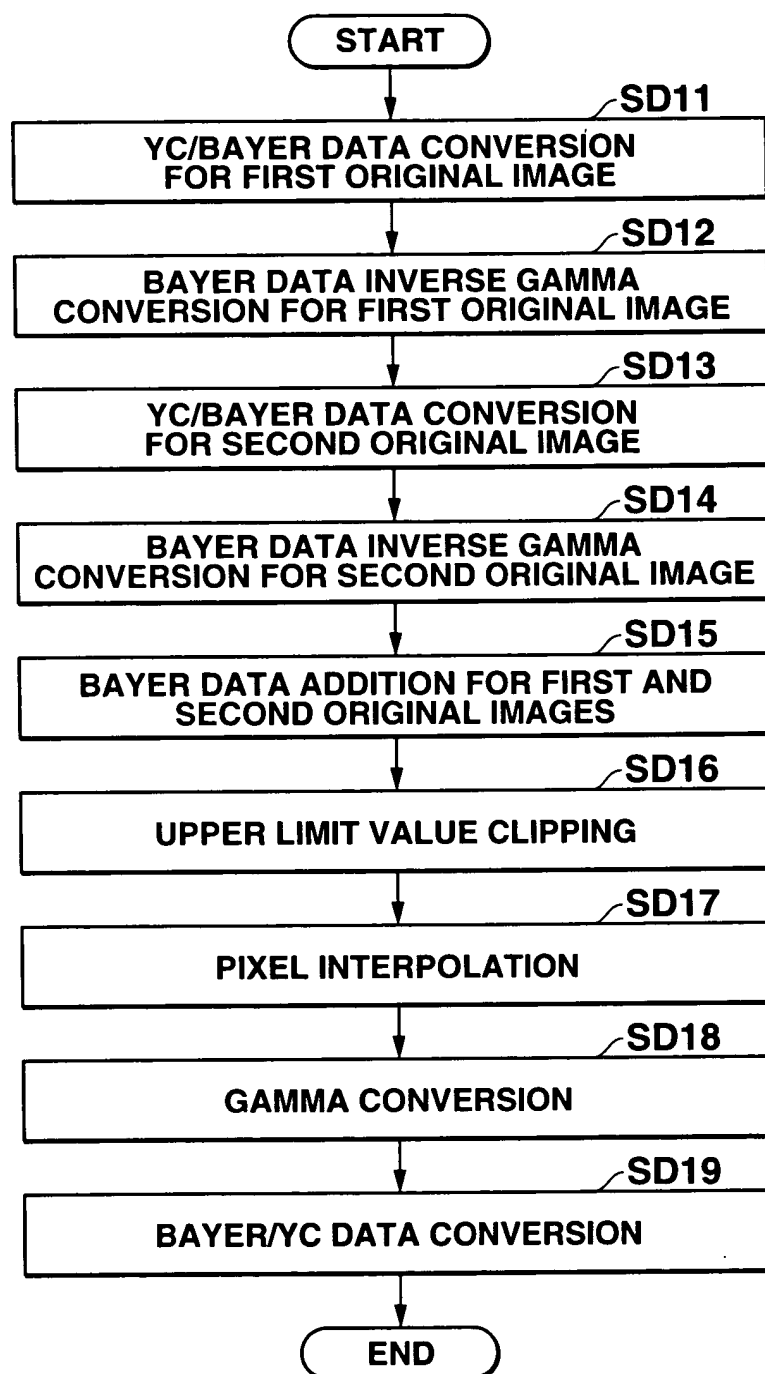 START
SD11
YC/BAYER DATA CONVERSION
FOR FIRST ORIGINAL IMAGE
SD12
BAYER DATA INVERSE GAMMA
CONVERSION FOR FIRST ORIGINAL IMAGE
SD13
YC/BAYER DATA CONVERSION
FOR SECOND ORIGINAL IMAGE
SD14
BAYER DATA INVERSE GAMMA
CONVERSION FOR SECOND ORIGINAL IMAGE
SD15
BAYER DATA ADDITION FOR FIRST AND
SECOND ORIGINAL IMAGES
SD16
UPPER LIMIT VALUE CLIPPING
SD17
PIXEL INTERPOLATION
SD18
GAMMA CONVERSION
SD19
BAYER/YC DATA CONVERSION
END